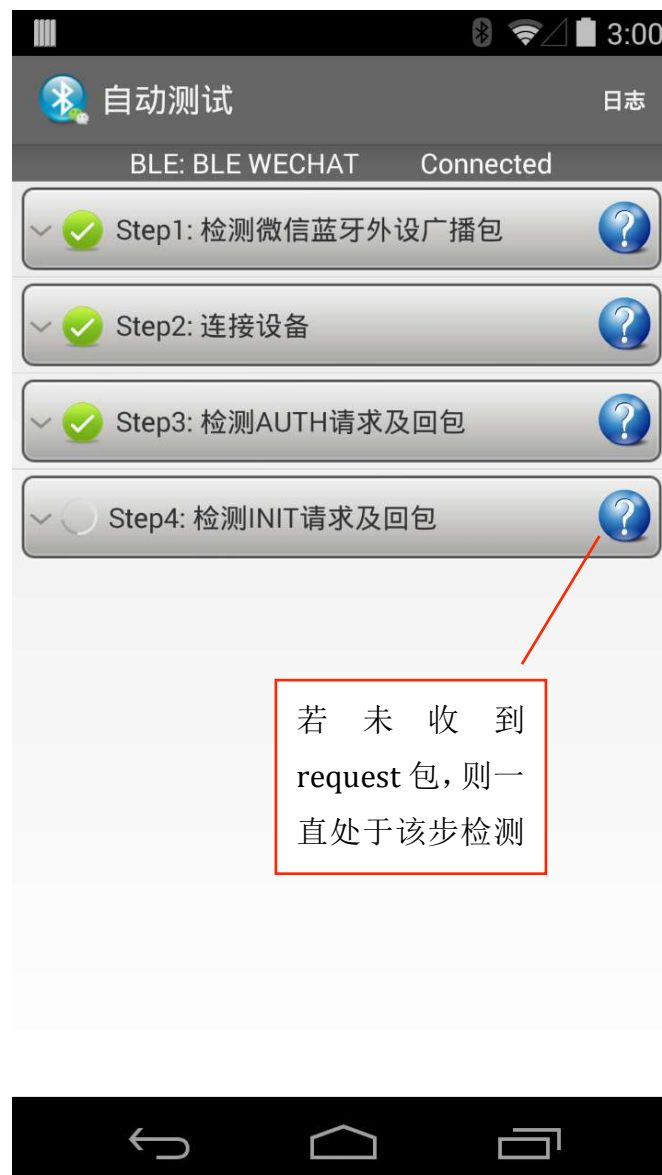 3:00
自动测试
日志
BLE: BLE WECHAT Connected
Step1: 检测微信蓝牙外设广播包
Step2: 连接设备
Step3: 检测AUTH请求及回包
Step4: 检测INIT请求及回包
若未收到
request 包，则一
直处于该步检测